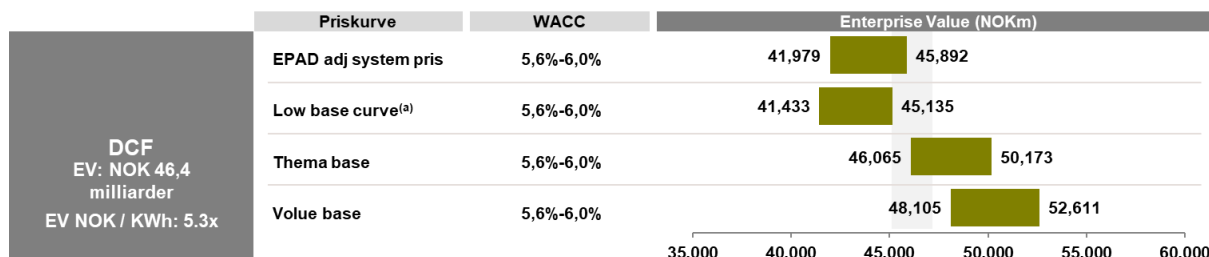 Priskurve WACC Enterprise Value (NOKm)
EPAD adj system pris 5,6%-6,0% 41,979 45,892
Low base curve(a) 5,6%-6,0% 41,433 45,135
DCF
EV: NOK 46,4
milliarder
EV NOK / KWh: 5.3x
Thema base 5,6%-6,0% 46,065 50,173
Volue base 5,6%-6,0% 48,105 52,611
35,000 40,000 45,000 50,000 55,000 60,000